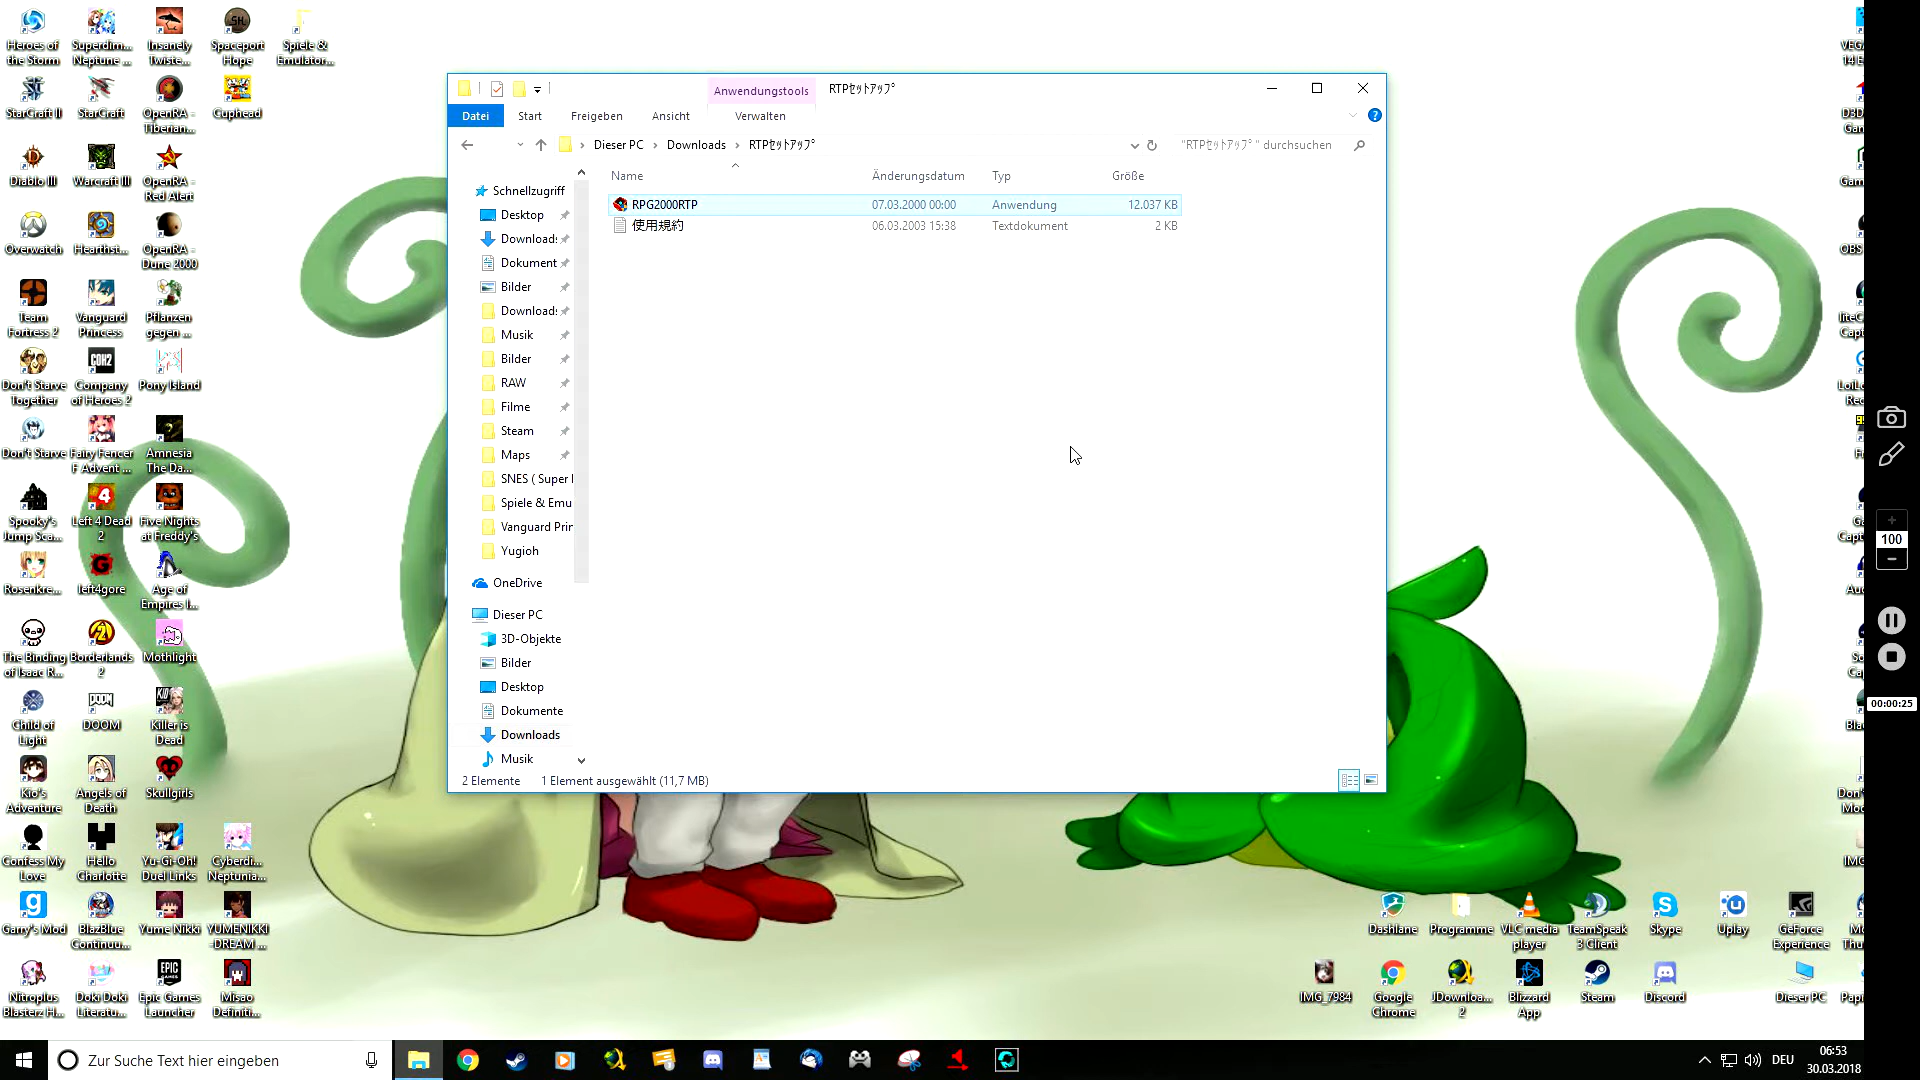 Heroes of
the Storm
Superdim...
Neptune ...
Insanely
Twiste...
Spaceport
Hope
Spiele &
Emulator...
StarCraft II
StarCraft
OpenRA -
Tiberian...
Cuphead
Diablo III
Warcraft III
OpenRA -
Red Alert
Overwatch
Hearthst...
OpenRA -
Dune 2000
Team
Fortress 2
Vanguard
Princess
Pflanzen
gegen ...
Don't Starve
Together
Company
of Heroes 2
Pony Island
Don't Starve
Fairy Fencer
F Advent ...
Amnesia
The Da...
Spooky's
Jump Sca...
Left 4 Dead
2
Five Nights
at Freddy's
Rosenkre...
left4gore
Age of
Empires I...
The Binding
of Isaac R...
Borderlands
2
Mothlight
Child of
Light
DOOM
Killer is
Dead
Kio's
Adventure
Angels of
Death
Skullgirls
Confess My
Love
Hello
Charlotte
Yu-Gi-Oh!
Duel Links
Cyberdi...
Neptunia...
Garry's Mod
BlazBlue
Continuu...
Yume Nikki
YUMENIKKI
-DREAM ...
Nitroplus
Blasterz H...
Doki Doki
Literatu...
Epic Games
Launcher
Misao
Definiti...
Anwendungstools
RTPｾｯﾄｱｯﾌﾟ
Datei
Start
Freigeben
Ansicht
Verwalten
Dieser PC
Downloads
RTPｾｯﾄｱｯﾌﾟ
"RTPｾｯﾄｱｯﾌﾟ" durchsuchen
Name
Änderungsdatum
Typ
Größe
RPG2000RTP
07.03.2000 00:00
Anwendung
12.037 KB
使用規約
06.03.2003 15:38
Textdokument
2 KB
Schnellzugriff
Desktop
Download
Dokument
Bilder
Download
Musik
Bilder
RAW
Filme
Steam
Maps
SNES ( Super
Spiele & Emu
Vanguard Prin
Yugioh
OneDrive
Dieser PC
3D-Objekte
Bilder
Desktop
Dokumente
Downloads
Musik
2 Elemente
1 Element ausgewählt (11,7 MB)
100
00:00:25
Dashlane
Programme
VLC media
player
TeamSpeak
3 Client
Skype
Uplay
GeForce
Experience
IMG_7984
Google
Chrome
JDownloa...
2
Blizzard
App
Steam
Discord
Dieser PC
Zur Suche Text hier eingeben
DEU
06:53
30.03.2018